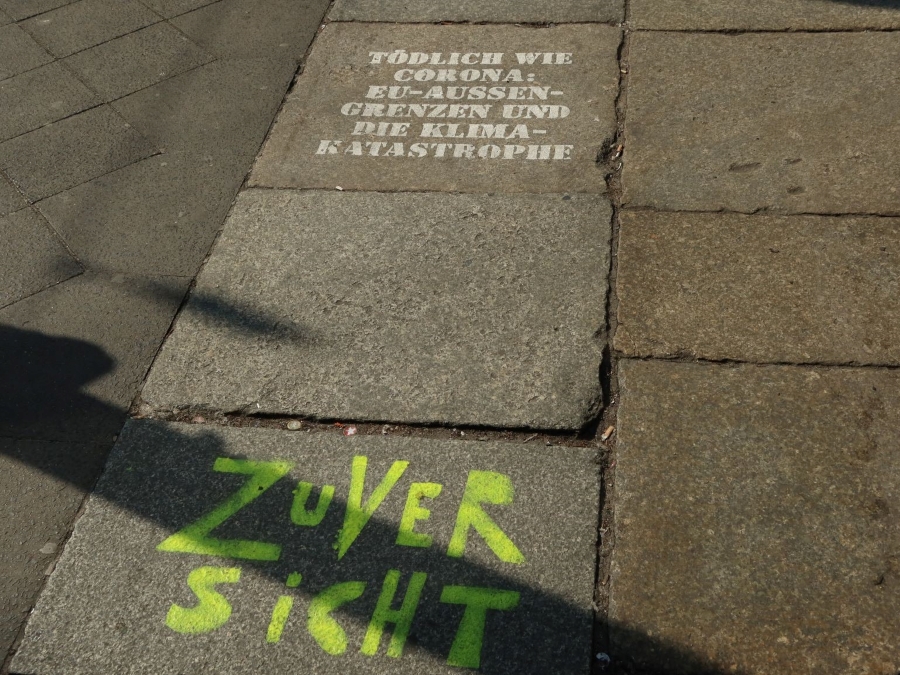 TÖDLICH WIE
CORONA:
EU-AUSSEN-
GRENZEN UND
DIE KLIMA-
KATASTROPHE
ZUVER
SiCHT